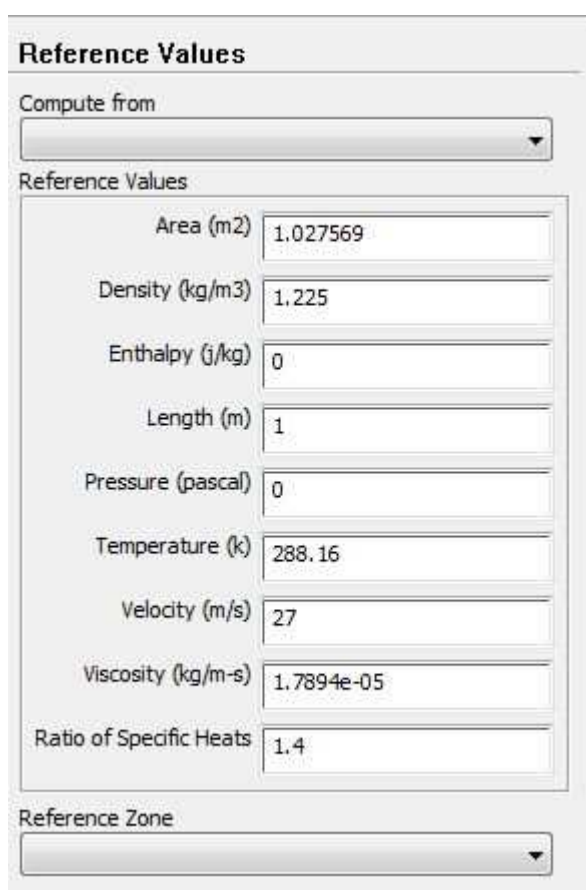 Reference Values
Compute from
Reference Values
Area (m2) 1.027569
Density (kg/m3) 1.225
Enthalpy (j/kg) 0
Length (m) 1
Pressure (pascal) 0
Temperature (k) 288.16
Velocity (m/s) 27
Viscosity (kg/m-s) 1.7894e-05
Ratio of Specific Heats 1.4
Reference Zone